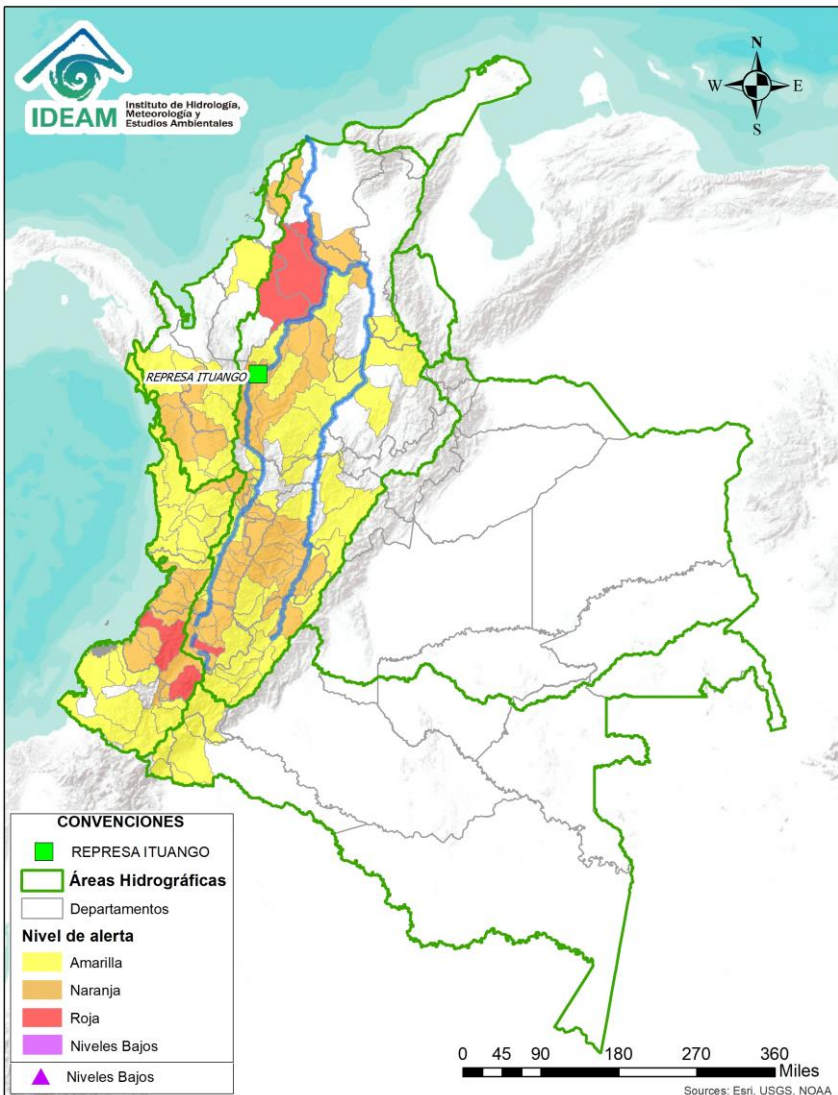 IDEAM
Instituto de Hidrología,
Meteorología y
Estudios Ambientales
N
W
E
S
REPRESA ITUANGO
CONVENCIONES
REPRESA ITUANGO
Áreas Hidrográficas
Departamentos
Nivel de alerta
Amarilla
Naranja
Roja
Niveles Bajos
Niveles Bajos
0 45 90 180 270 360
Miles
Sources: Esri, USGS, NOAA